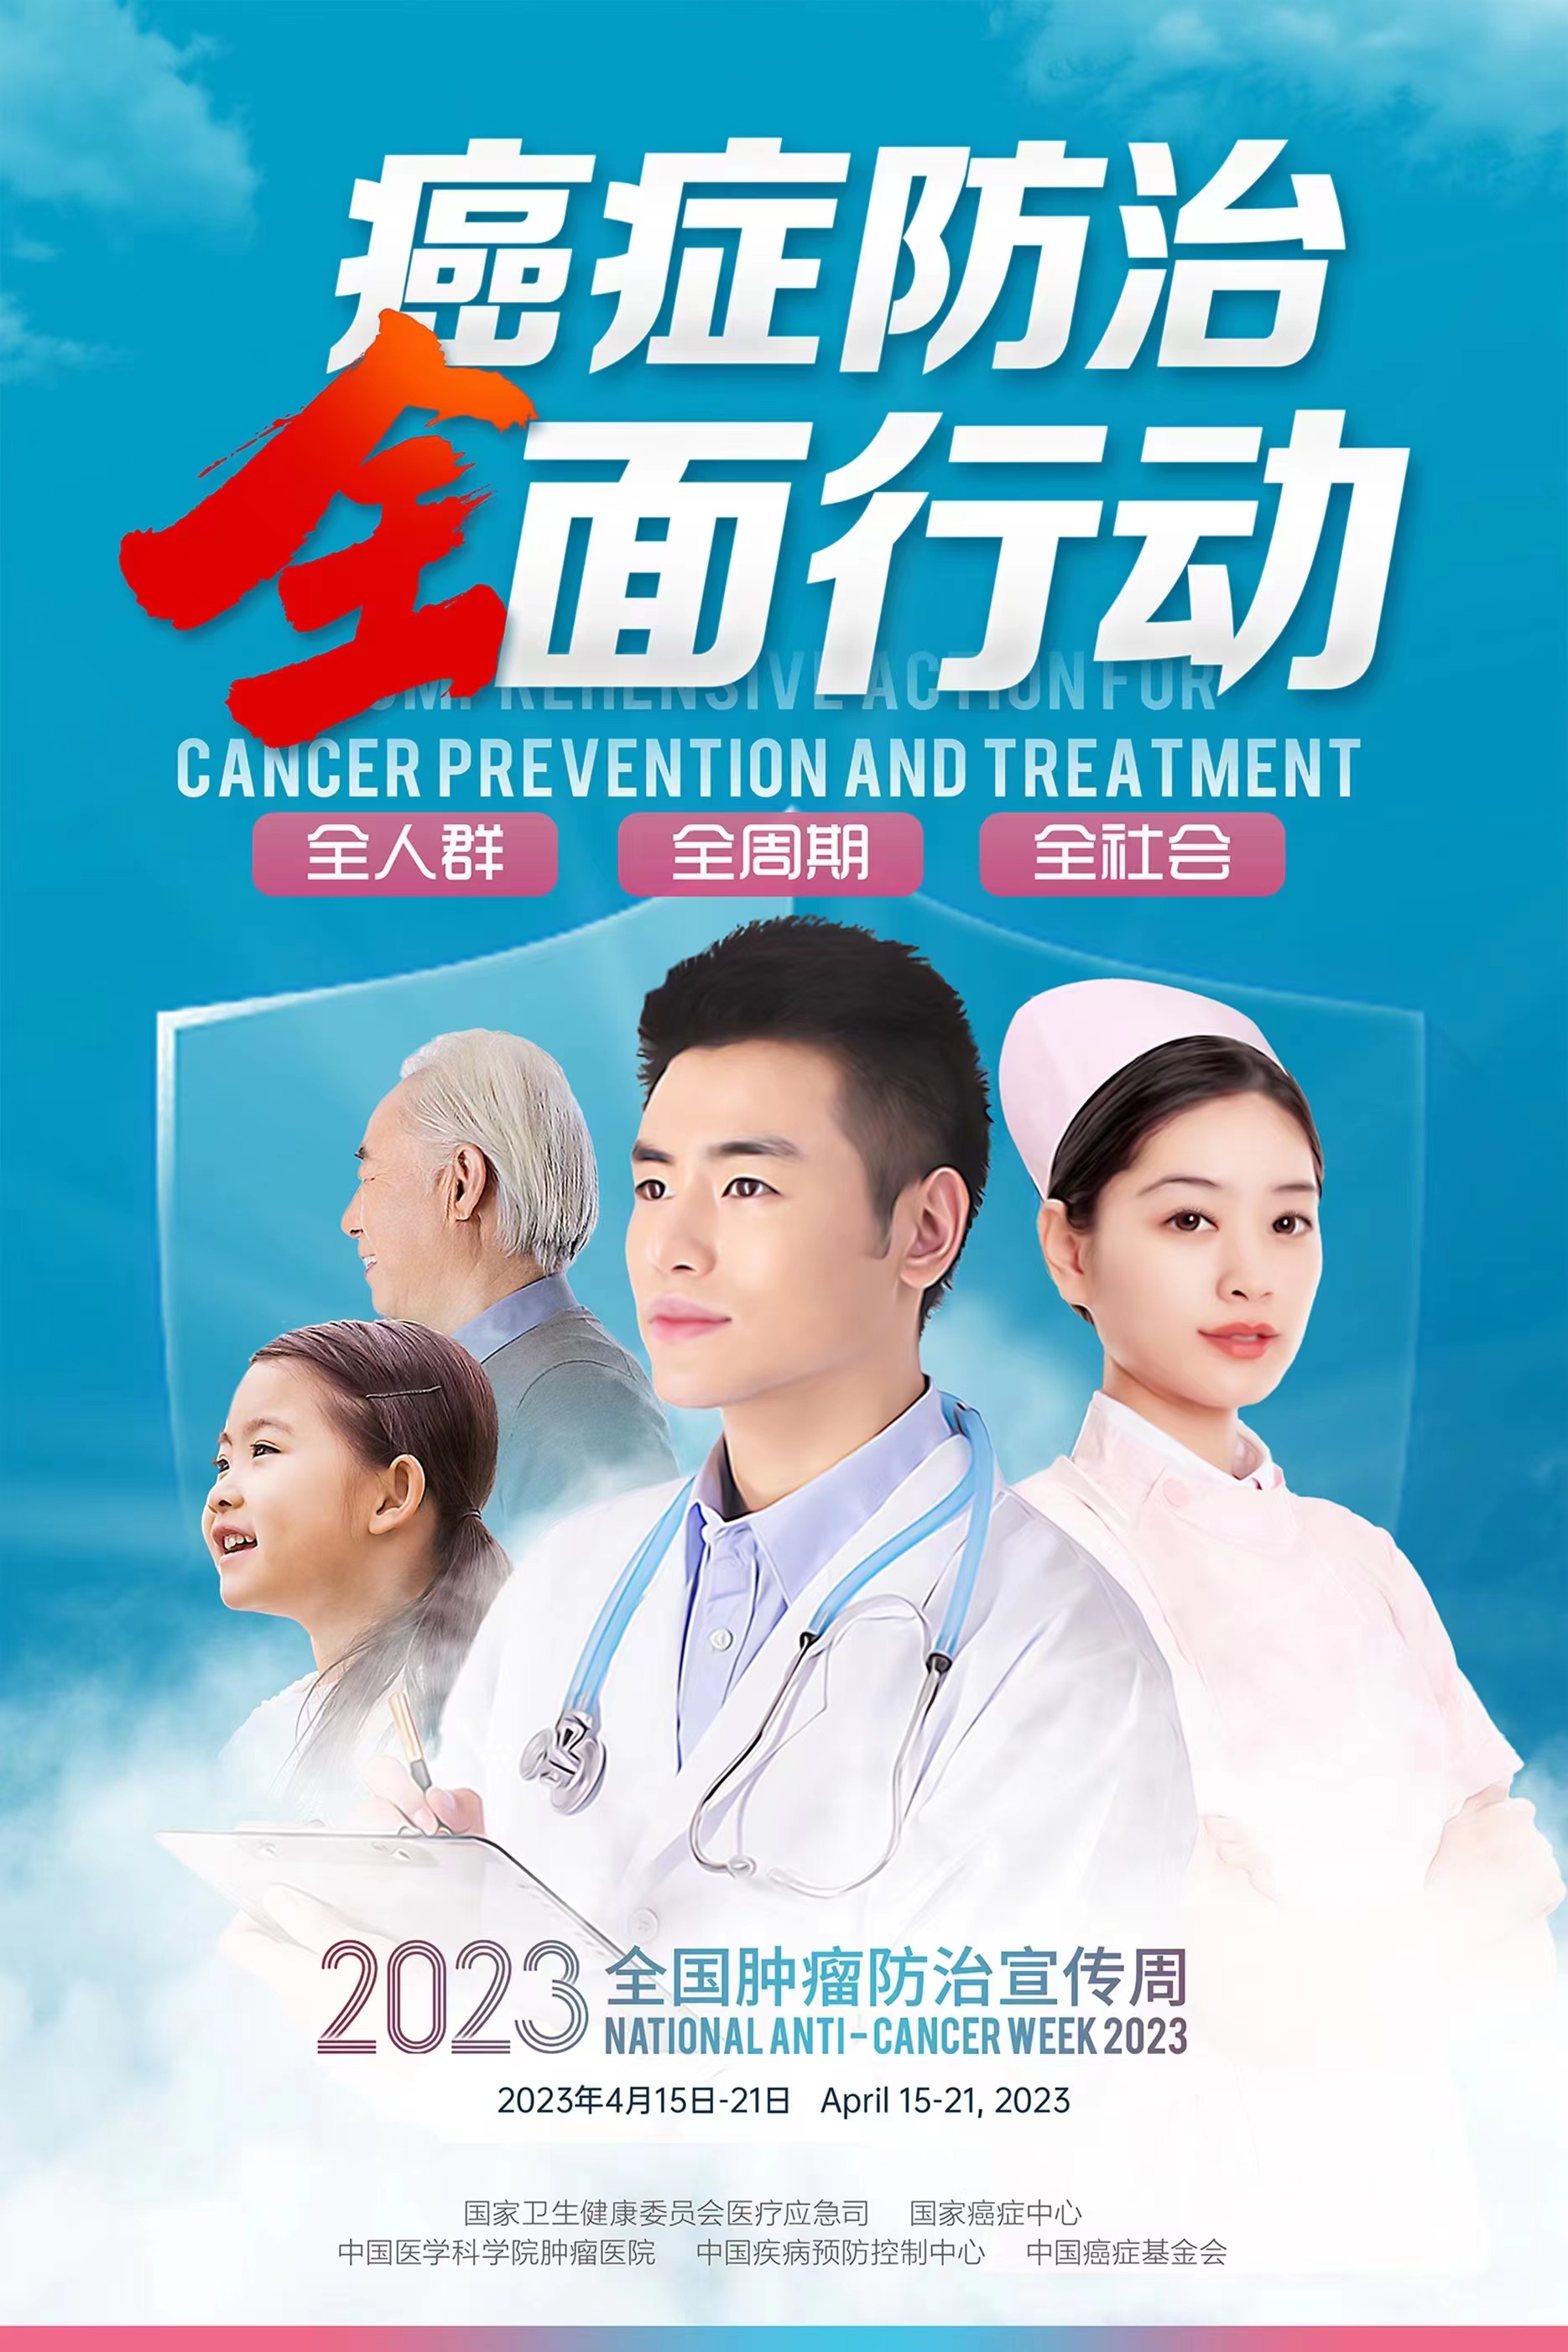 癌症防治
全面行动
COMPREHENSIVE ACTION FOR
CANCER PREVENTION AND TREATMENT
全人群 全周期 全社会
2023 全国肿瘤防治宣传周
NATIONAL ANTI-CANCER WEEK 2023
2023年4月15日-21日 April 15-21, 2023
国家卫生健康委员会医疗应急司 国家癌症中心
中国医学科学院肿瘤医院 中国疾病预防控制中心 中国癌症基金会